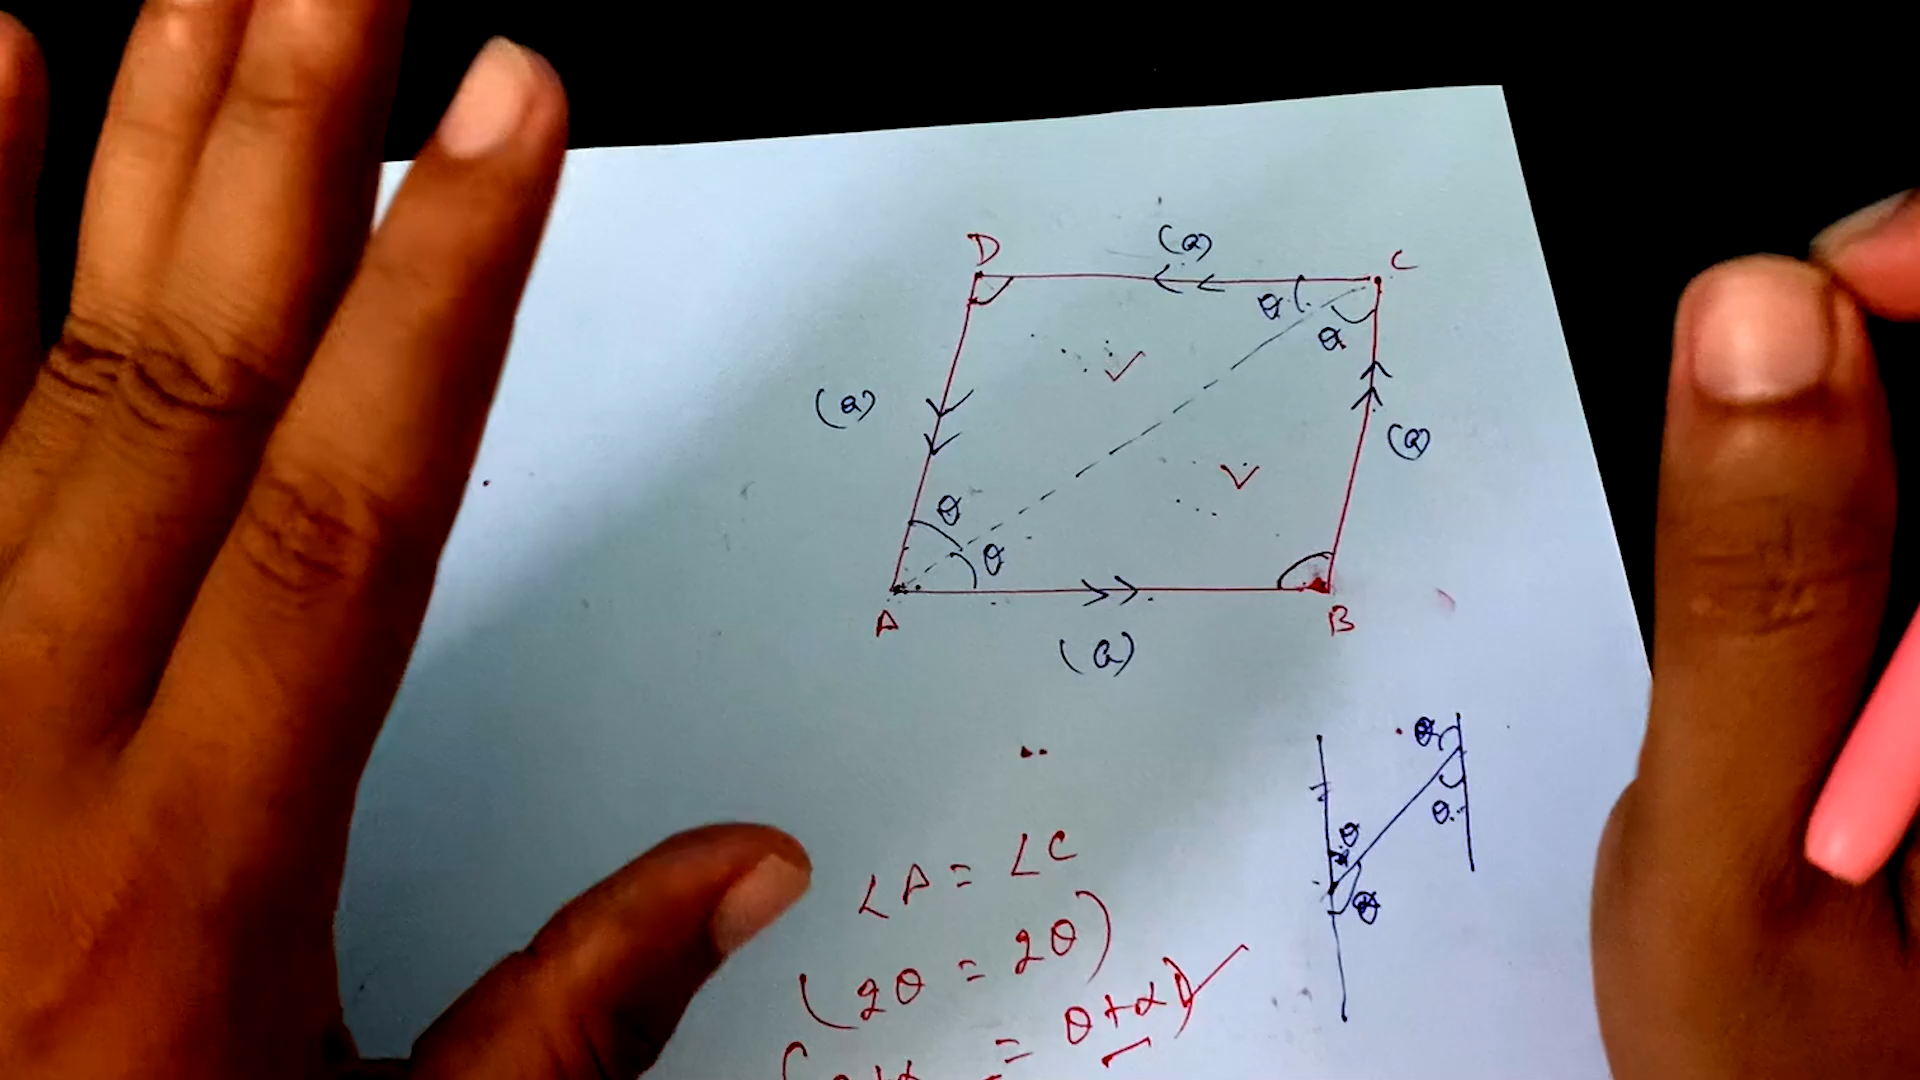 D (a) C
θ
θ
(a)
(a)
θ
θ
A B
(a)
θ
θ
θ
θ
∠A = ∠C
(2θ = 2θ)
= θ+α)